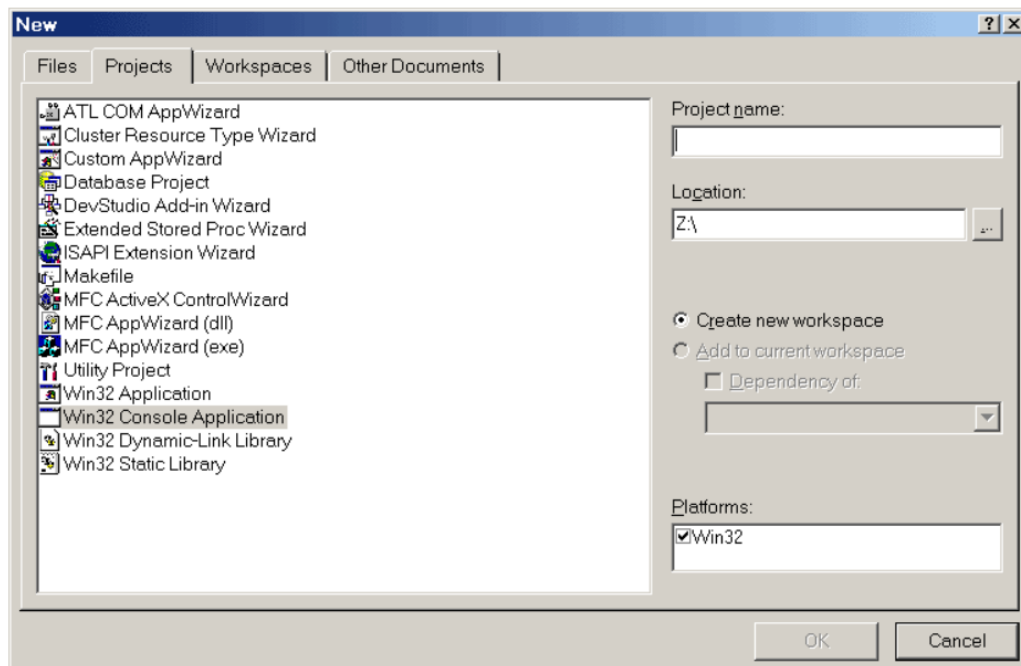 New
Files Projects Workspaces Other Documents
ATL COM AppWizard
Cluster Resource Type Wizard
Custom AppWizard
Database Project
DevStudio Add-in Wizard
Extended Stored Proc Wizard
ISAPI Extension Wizard
Makefile
MFC ActiveX ControlWizard
MFC AppWizard (dll)
MFC AppWizard (exe)
Utility Project
Win32 Application
Win32 Console Application
Win32 Dynamic-Link Library
Win32 Static Library
Project name:
Location:
Z:\
...
Create new workspace
Add to current workspace
Dependency of:
Platforms:
Win32
OK Cancel